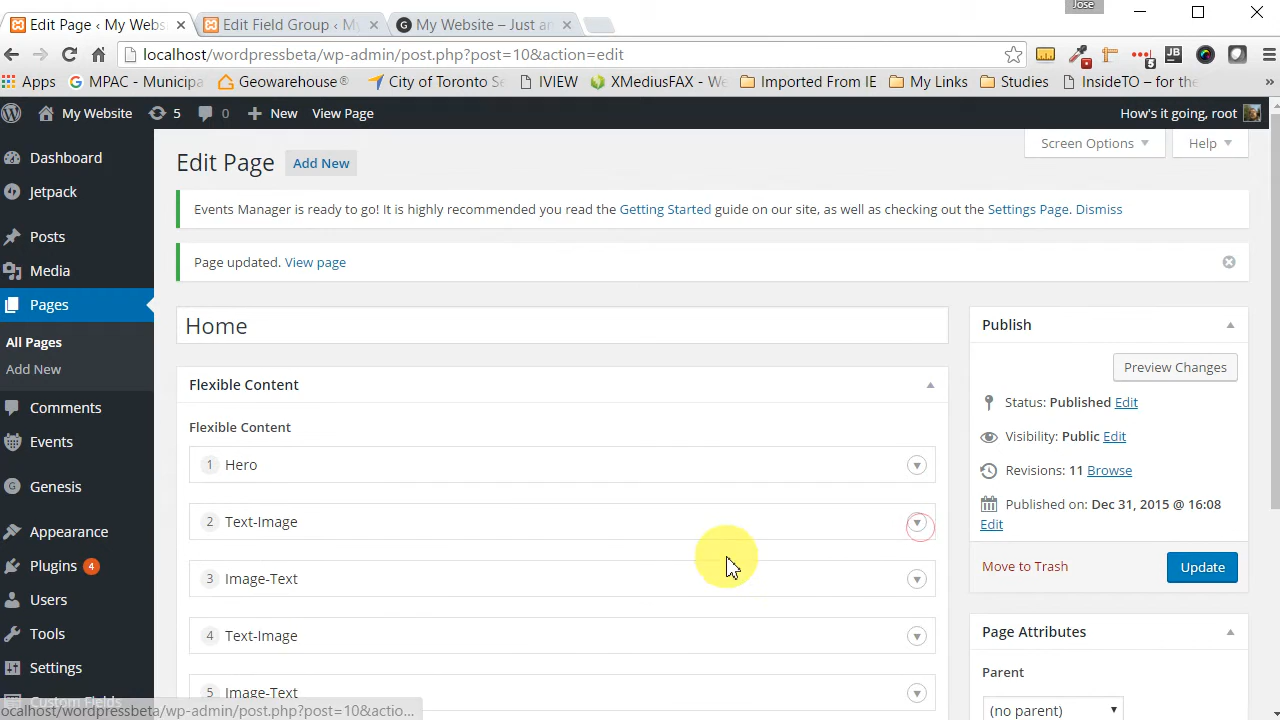 Jose
Edit Page ‹ My Webs
Edit Field Group ‹ My
My Website – Just an
localhost/wordpressbeta/wp-admin/post.php?post=10&action=edit
Apps
MPAC - Municipa
Geowarehouse®
City of Toronto Se
IVIEW
XMediusFAX - We
Imported From IE
My Links
Studies
InsideTO – for the
»
My Website
5
0
New
View Page
How's it going, root
Screen Options
Help
Dashboard
Jetpack
Posts
Media
Pages
All Pages
Add New
Comments
Events
Genesis
Appearance
Plugins 4
Users
Tools
Settings
Custom Fields
Edit Page
Add New
Events Manager is ready to go! It is highly recommended you read the Getting Started guide on our site, as well as checking out the Settings Page. Dismiss
Page updated. View page
Home
Flexible Content
Flexible Content
1 Hero
2 Text-Image
3 Image-Text
4 Text-Image
5 Image-Text
Publish
Preview Changes
Status: Published Edit
Visibility: Public Edit
Revisions: 11 Browse
Published on: Dec 31, 2015 @ 16:08
Edit
Move to Trash
Update
Page Attributes
Parent
(no parent)
ocalhost/wordpressbeta/wp-admin/post.php?post=10&actio...